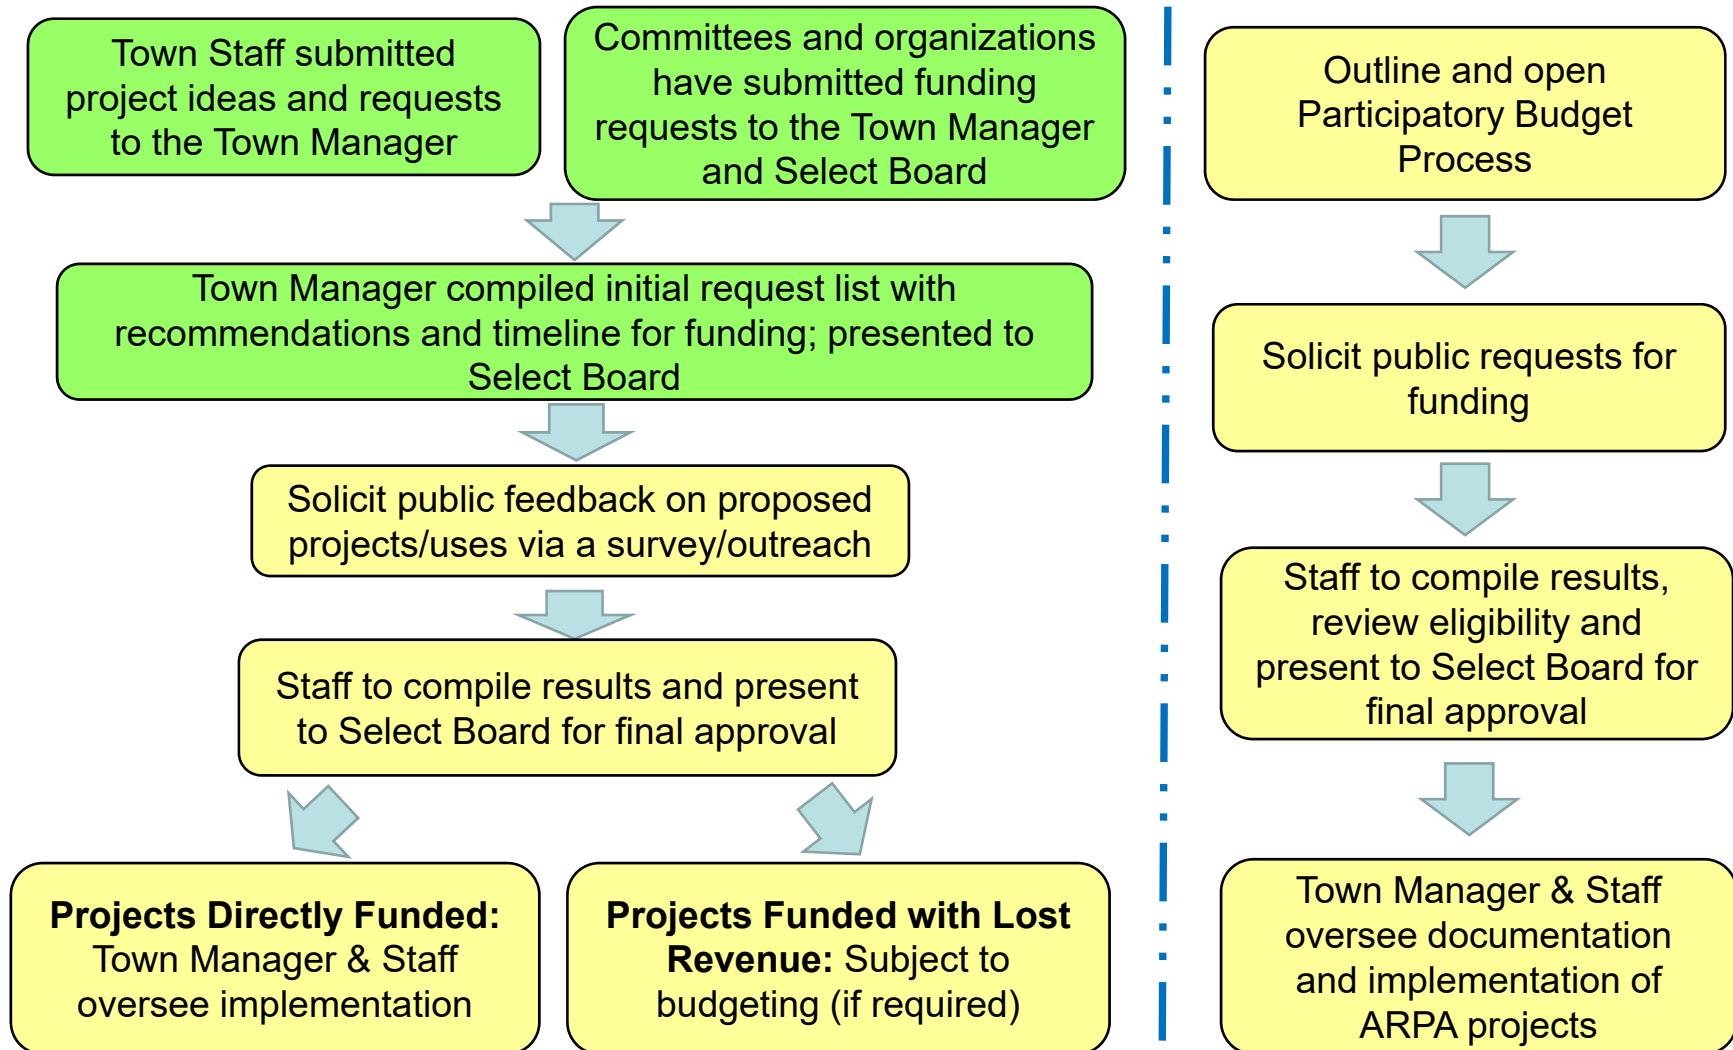 Town Staff submitted
project ideas and requests
to the Town Manager
Committees and organizations
have submitted funding
requests to the Town Manager
and Select Board
Town Manager compiled initial request list with
recommendations and timeline for funding; presented to
Select Board
Solicit public feedback on proposed
projects/uses via a survey/outreach
Staff to compile results and present
to Select Board for final approval
Projects Directly Funded:
Town Manager & Staff
oversee implementation
Projects Funded with Lost
Revenue: Subject to
budgeting (if required)
Outline and open
Participatory Budget
Process
Solicit public requests for
funding
Staff to compile results,
review eligibility and
present to Select Board for
final approval
Town Manager & Staff
oversee documentation
and implementation of
ARPA projects